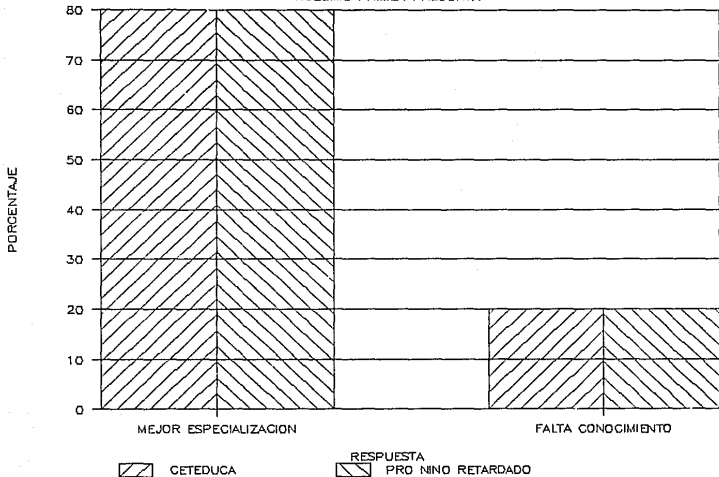 80
70
60
50
40
30
20
10
0
PORCENTAJE
MEJOR ESPECIALIZACION
FALTA CONOCIMIENTO
RESPUESTA
CETEDUCA
PRO NINO RETARDADO